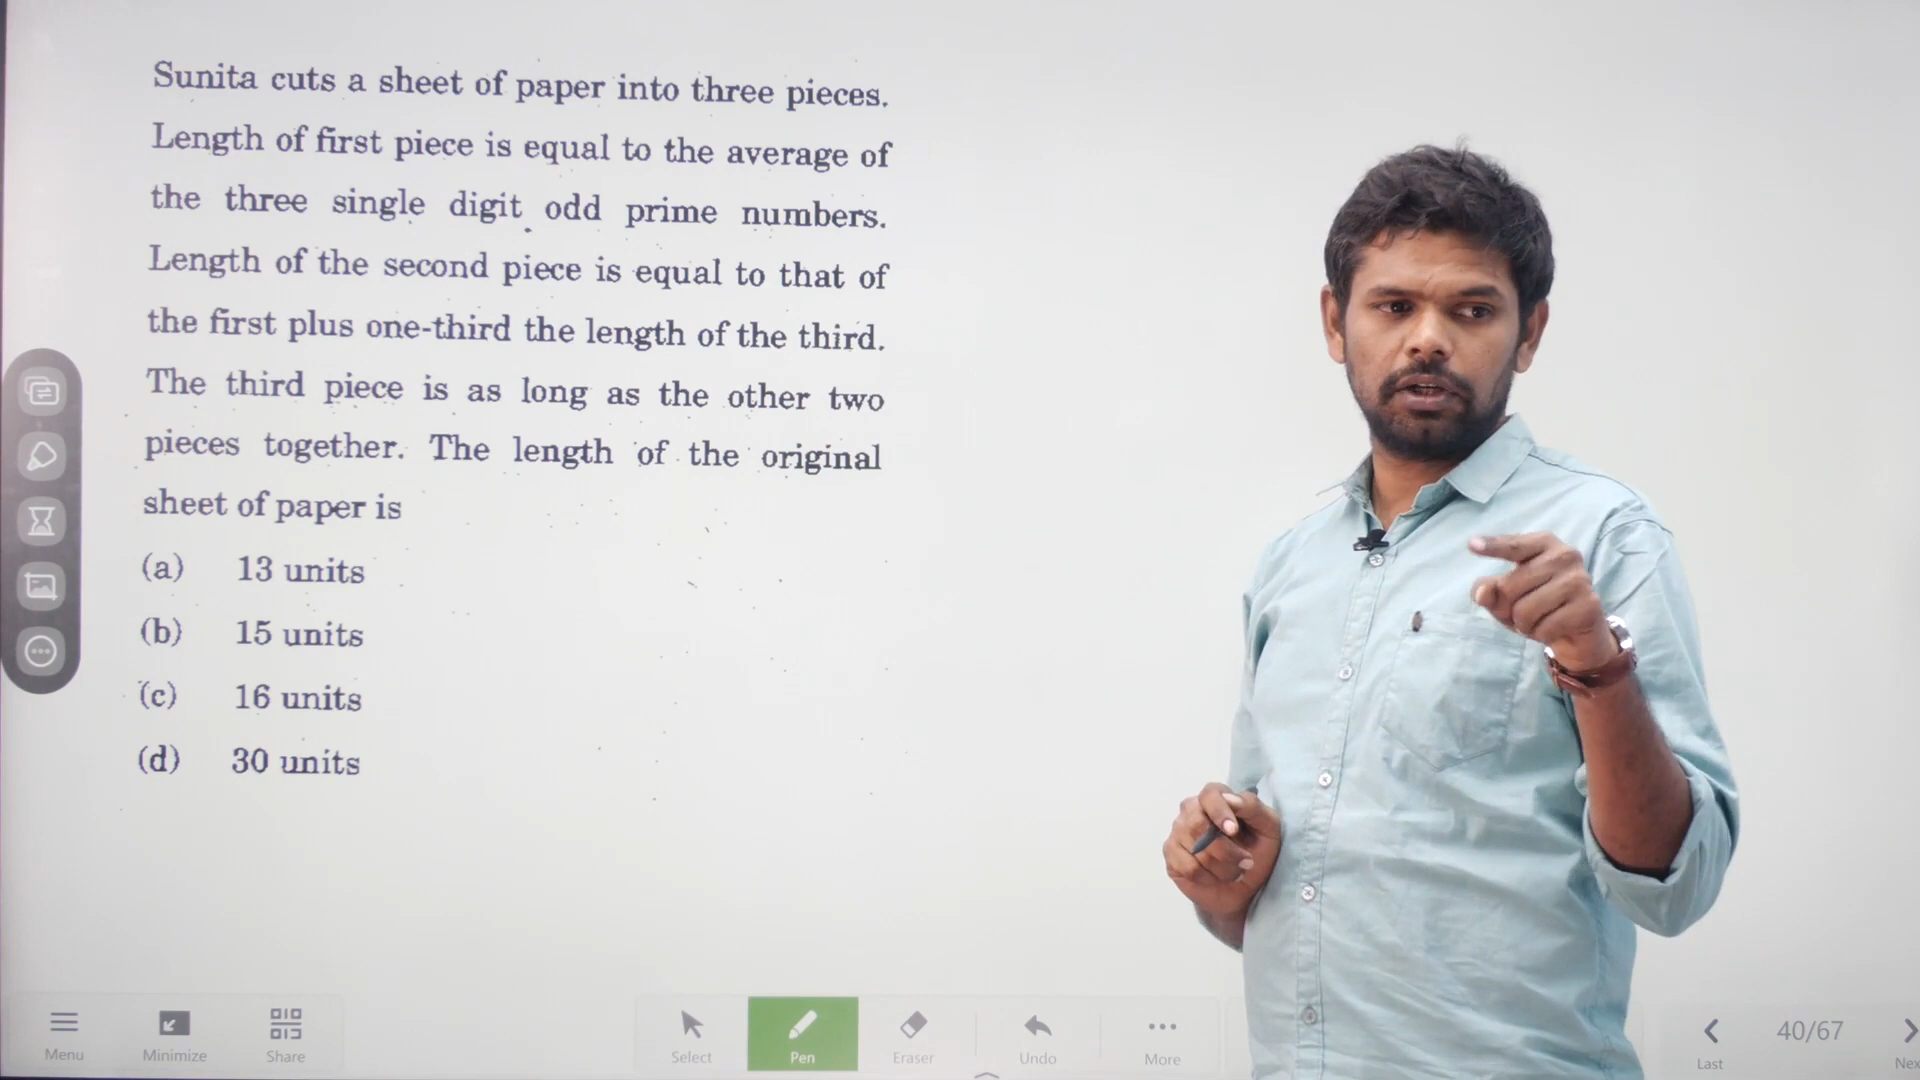 Sunita cuts a sheet of paper into three pieces.
Length of first piece is equal to the average of
the three single digit odd prime numbers.
Length of the second piece is equal to that of
the first plus one-third the length of the third.
The third piece is as long as the other two
pieces together. The length of the original
sheet of paper is
(a) 13 units
(b) 15 units
(c) 16 units
(d) 30 units
Menu
Minimize
Share
Select
Pen
Eraser
Undo
More
Last
40/67
Nex